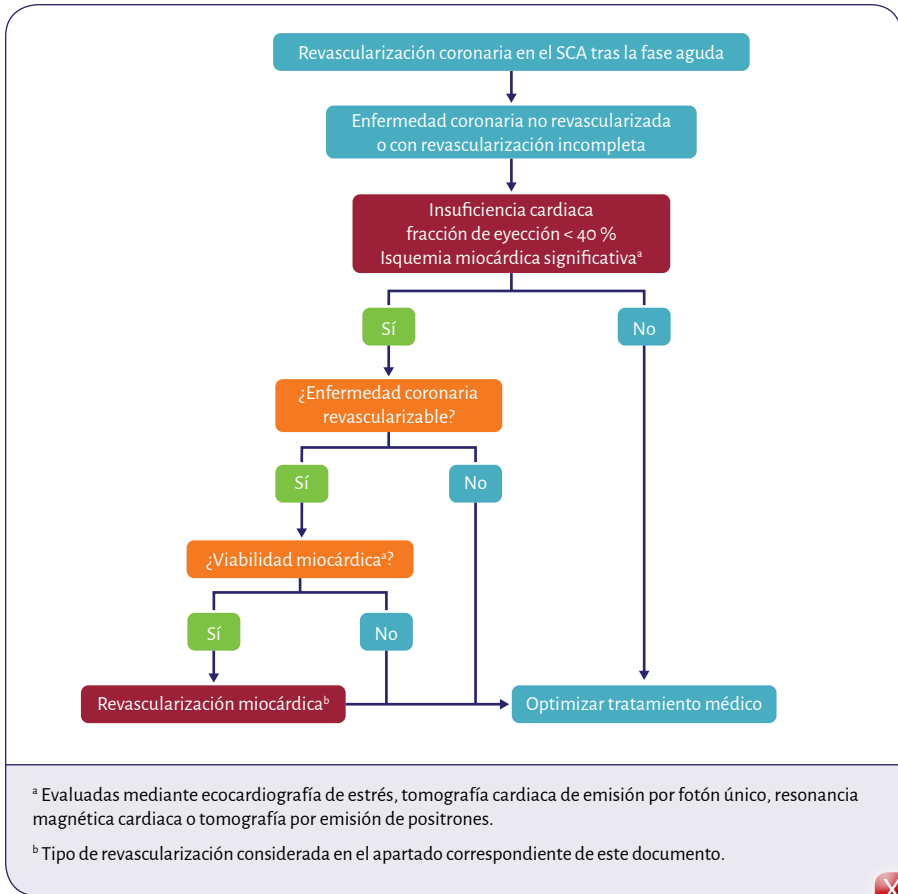 Revascularización coronaria en el SCA tras la fase aguda
Enfermedad coronaria no revascularizada
o con revascularización incompleta
Insuficiencia cardiaca
fracción de eyección < 40 %
Isquemia miocárdica significativaª
Sí
No
¿Enfermedad coronaria
revascularizable?
Sí
No
¿Viabilidad miocárdicaª?
Sí
No
Revascularización miocárdicaᵇ
Optimizar tratamiento médico
ª Evaluadas mediante ecocardiografía de estrés, tomografía cardiaca de emisión por fotón único, resonancia
magnética cardiaca o tomografía por emisión de positrones.
ᵇ Tipo de revascularización considerada en el apartado correspondiente de este documento.
X